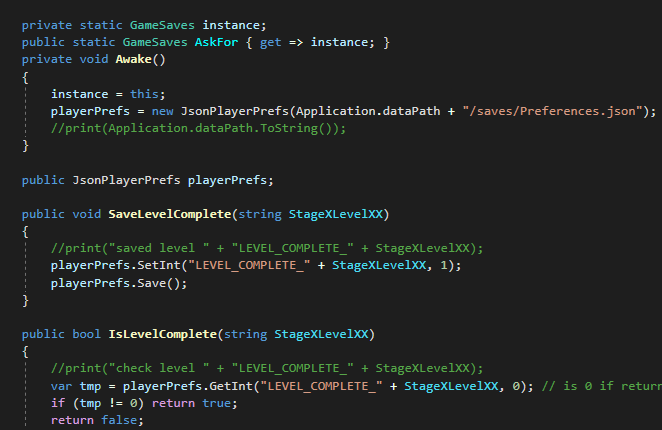 private static GameSaves instance;
public static GameSaves AskFor { get => instance; }
private void Awake()
{
instance = this;
playerPrefs = new JsonPlayerPrefs(Application.dataPath + "/saves/Preferences.json");
//print(Application.dataPath.ToString());
}
public JsonPlayerPrefs playerPrefs;
public void SaveLevelComplete(string StageXLevelXX)
{
//print("saved level " + "LEVEL_COMPLETE_" + StageXLevelXX);
playerPrefs.SetInt("LEVEL_COMPLETE_" + StageXLevelXX, 1);
playerPrefs.Save();
}
public bool IsLevelComplete(string StageXLevelXX)
{
//print("check level " + "LEVEL_COMPLETE_" + StageXLevelXX);
var tmp = playerPrefs.GetInt("LEVEL_COMPLETE_" + StageXLevelXX, 0); // is 0 if retur
if (tmp != 0) return true;
return false;